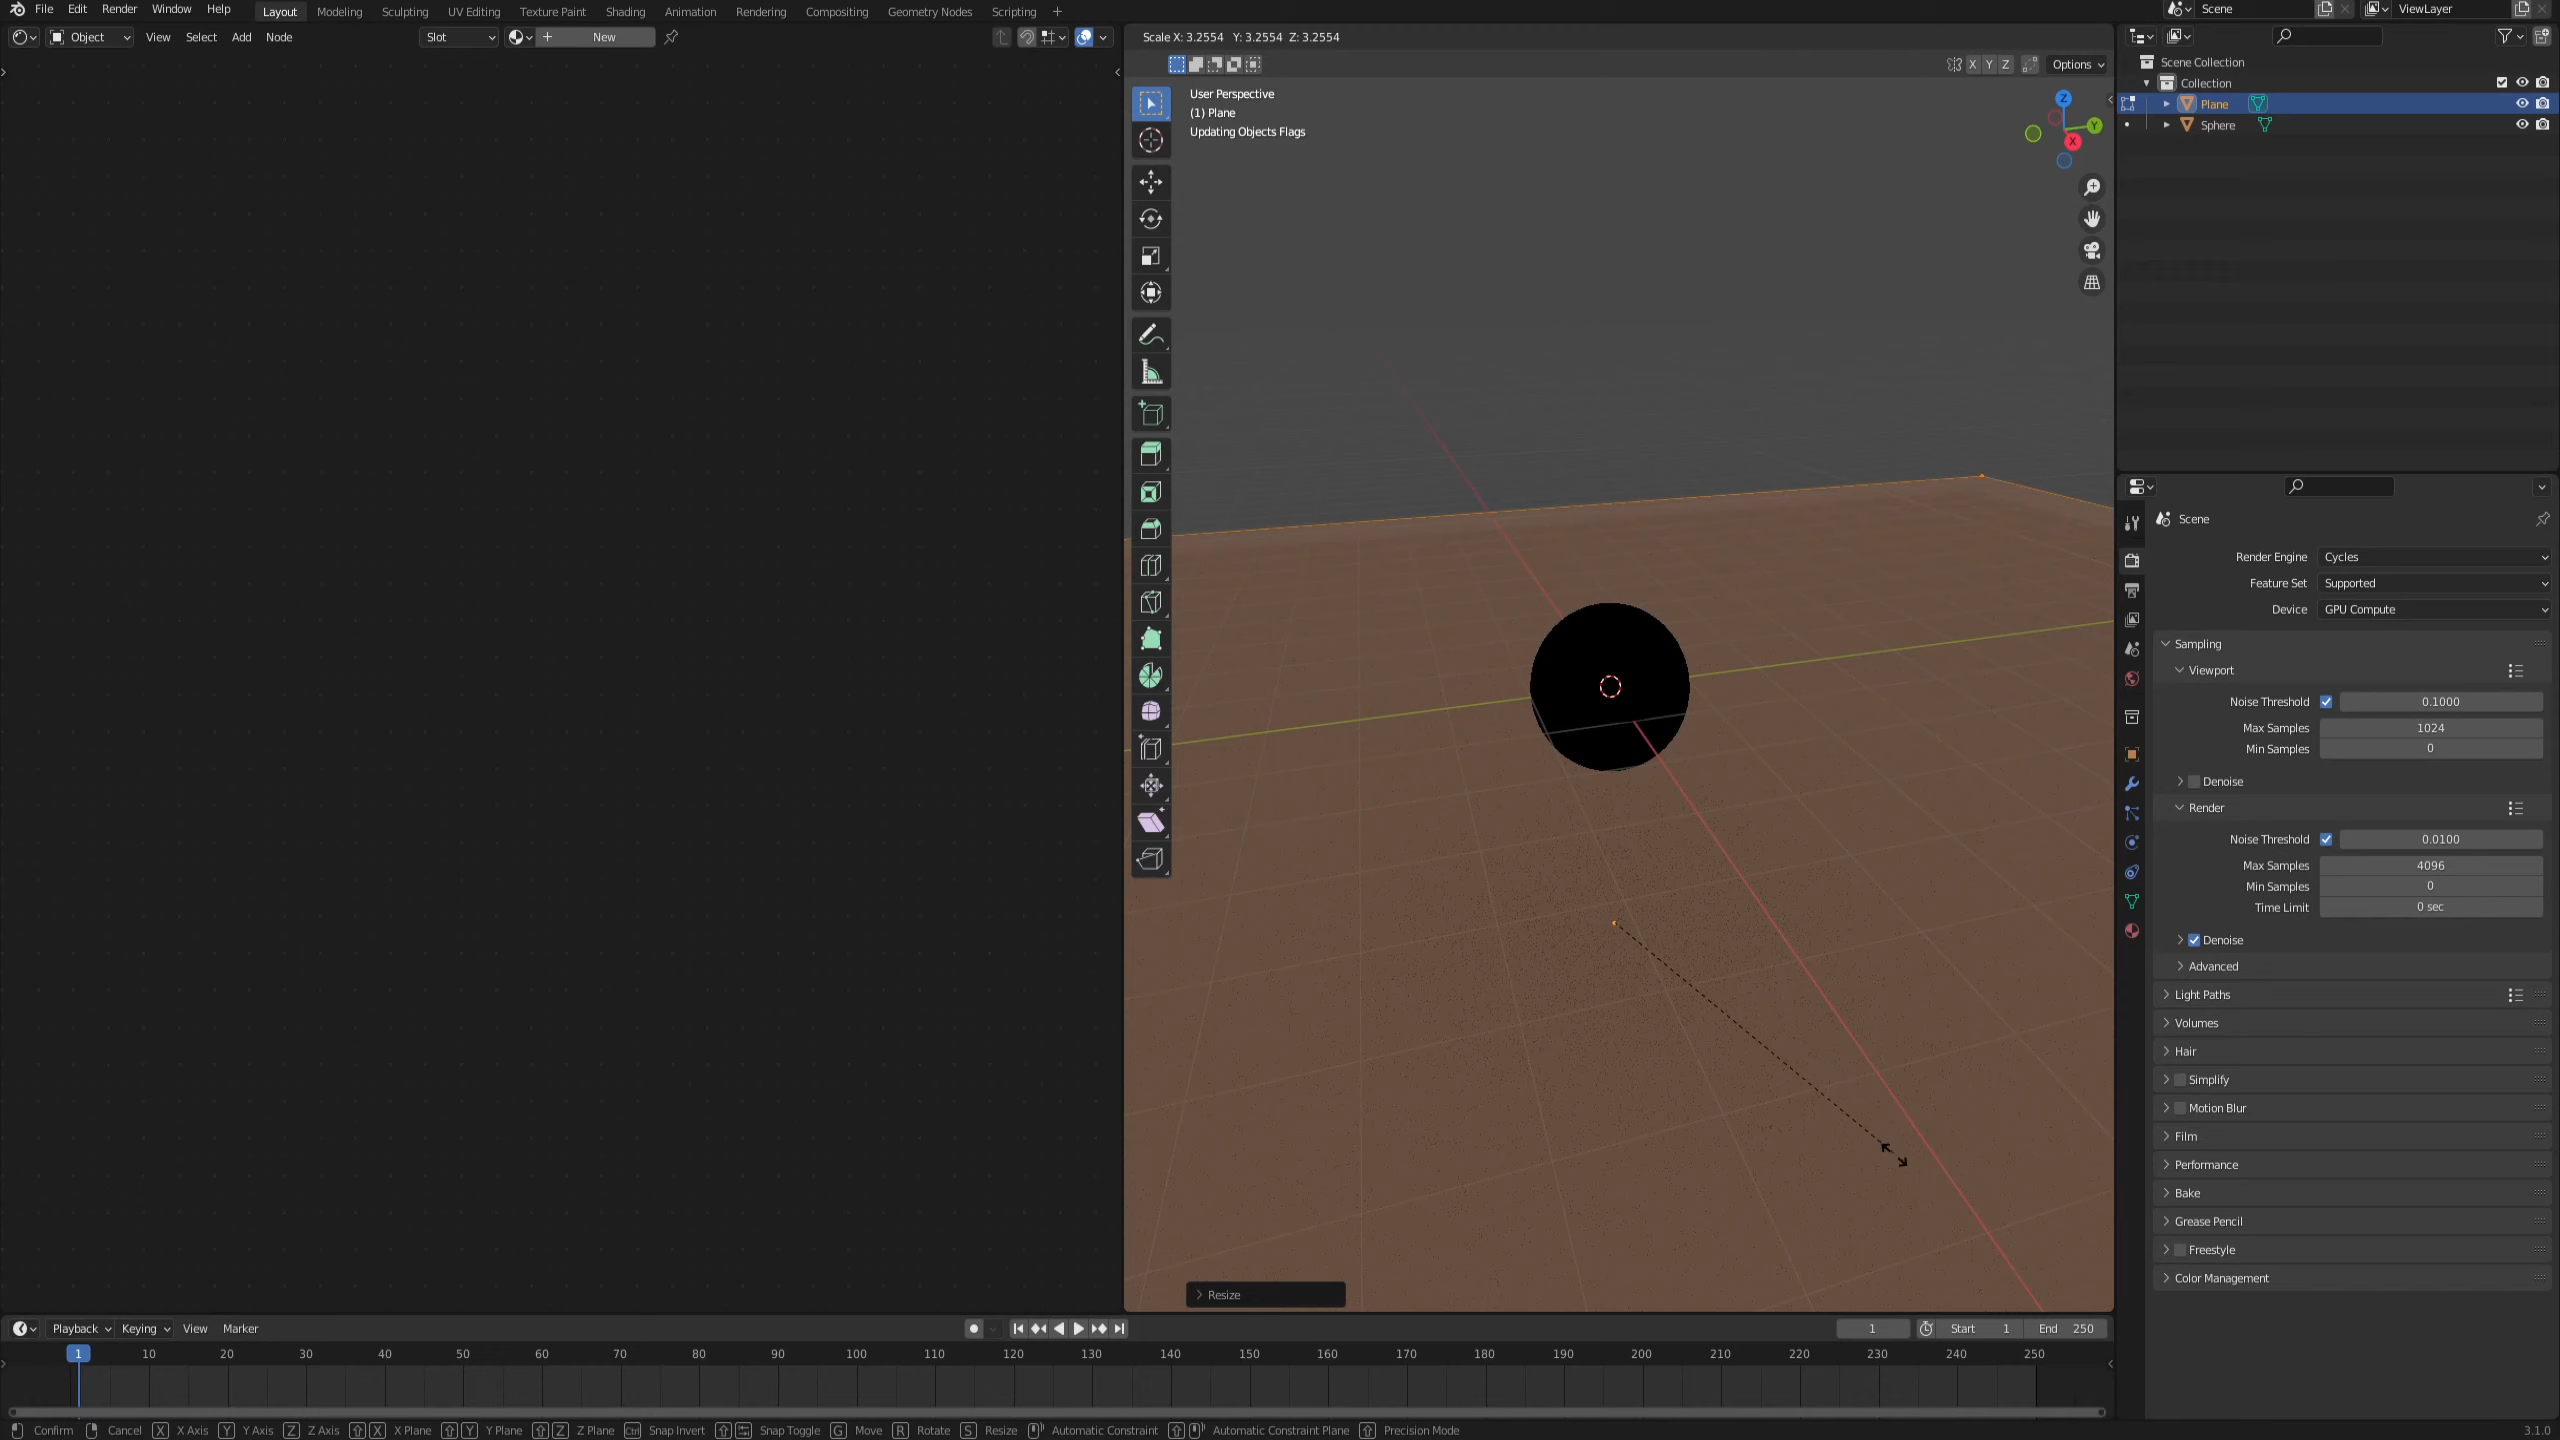 File Edit Render Window Help Layout Modeling Sculpting UV Editing Texture Paint Shading Animation Rendering Compositing Geometry Nodes Scripting + Scene ViewLayer
Object View Select Add Node Slot New
Scale X: 3.2554 Y: 3.2554 Z: 3.2554
X Y Z Options
User Perspective
(1) Plane
Updating Objects Flags
Z
Y
X
Resize
Scene Collection
Collection
Plane
Sphere
Scene
Render Engine Cycles
Feature Set Supported
Device GPU Compute
Sampling
Viewport
Noise Threshold 0.1000
Max Samples 1024
Min Samples 0
Denoise
Render
Noise Threshold 0.0100
Max Samples 4096
Min Samples 0
Time Limit 0 sec
Denoise
Advanced
Light Paths
Volumes
Hair
Simplify
Motion Blur
Film
Performance
Bake
Grease Pencil
Freestyle
Color Management
Playback Keying View Marker 1 Start 1 End 250
1 10 20 30 40 50 60 70 80 90 100 110 120 130 140 150 160 170 180 190 200 210 220 230 240 250
Confirm Cancel X X Axis Y Y Axis Z Z Axis X X Plane Y Y Plane Z Z Plane Ctrl Snap Invert Snap Toggle G Move R Rotate S Resize Automatic Constraint Automatic Constraint Plane Precision Mode 3.1.0